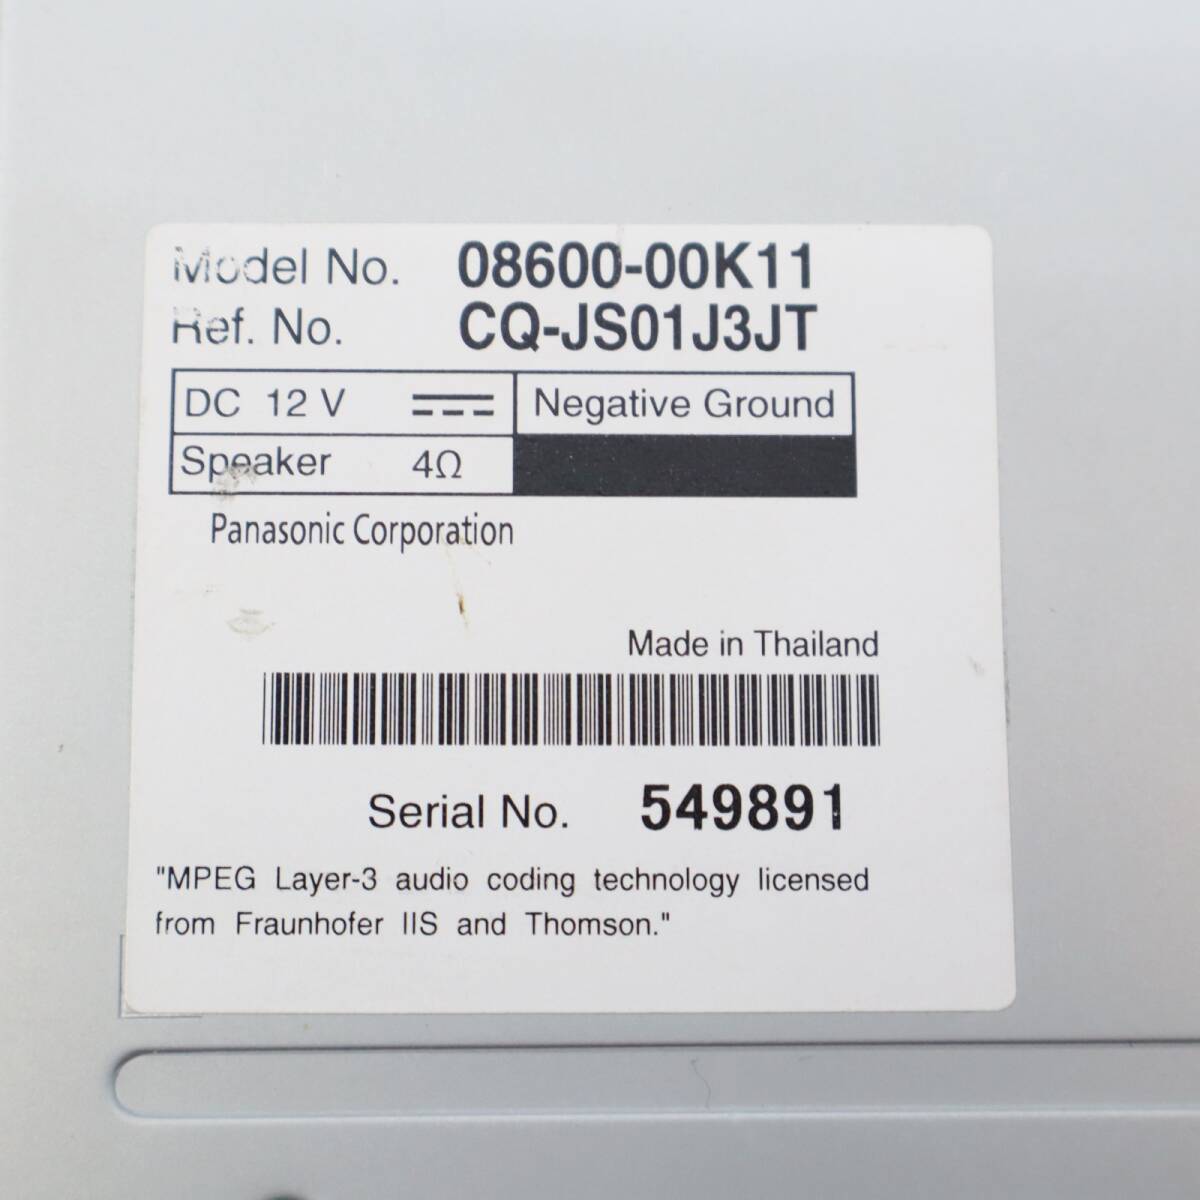 Model No. 08600-00K11
Ref. No. CQ-JS01J3JT
DC 12 V Negative Ground
Speaker 4Ω
Panasonic Corporation
Made in Thailand
Serial No. 549891
"MPEG Layer-3 audio coding technology licensed
from Fraunhofer IIS and Thomson."